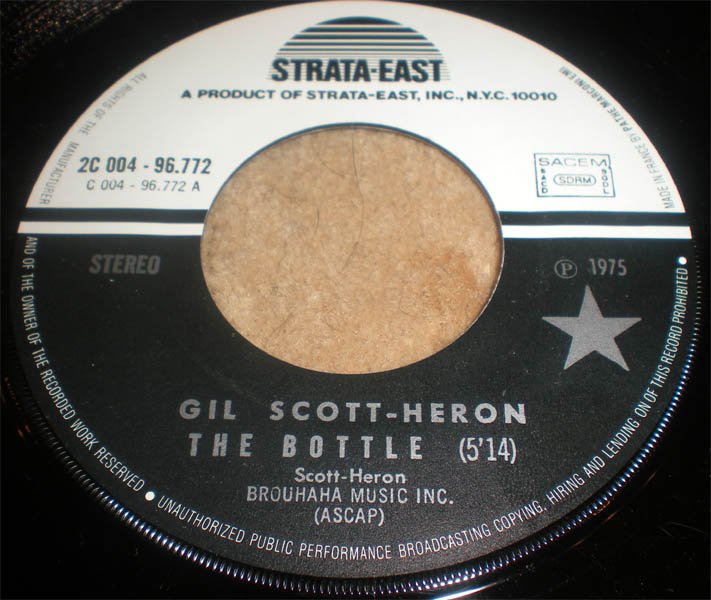 STRATA-EAST
A PRODUCT OF STRATA-EAST, INC., N.Y.C. 10010
2C 004 - 96.772
C 004 - 96.772 A
SACEM
SACD
SDRM
SGDL
STEREO
Ⓟ 1975
GIL SCOTT-HERON
THE BOTTLE (5'14)
Scott-Heron
BROUHAHA MUSIC INC.
(ASCAP)
ALL RIGHTS OF THE MANUFACTURER
AND OF THE OWNER OF THE RECORDED WORK RESERVED • UNAUTHORIZED PUBLIC PERFORMANCE BROADCASTING COPYING, HIRING AND LENDING ON OF THIS RECORD PROHIBITED •
MADE IN FRANCE BY PATHE MARCONI EMI